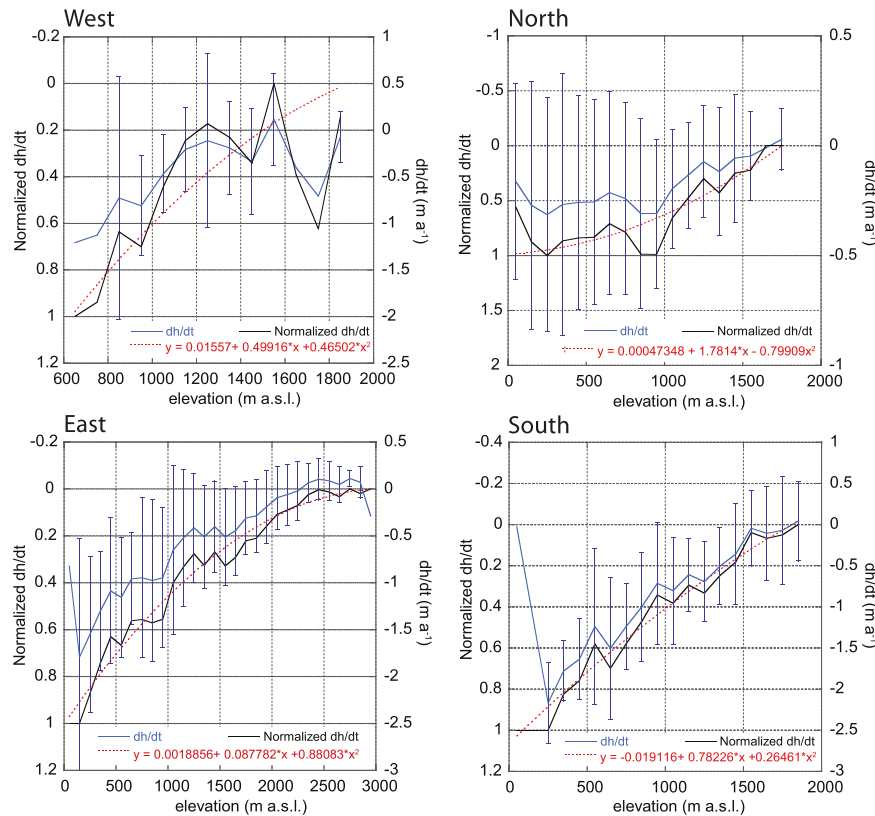 West
-0.2
0
0.2
0.4
0.6
0.8
1
1.2
Normalized dh/dt
1
0.5
0
-0.5
-1
-1.5
-2
-2.5
dh/dt (m a⁻¹)
dh/dt Normalized dh/dt
y = 0.01557+ 0.49916*x +0.46502*x²
600 800 1000 1200 1400 1600 1800 2000
elevation (m a.s.l.)
North
-1
-0.5
0
0.5
1
1.5
2
Normalized dh/dt
0.5
0
-0.5
-1
dh/dt (m a⁻¹)
dh/dt Normalized dh/dt
y = 0.00047348 + 1.7814*x - 0.79909x²
0 500 1000 1500 2000
elevation (m a.s.l.)
East
-0.2
0
0.2
0.4
0.6
0.8
1
1.2
Normalized dh/dt
0.5
0
-0.5
-1
-1.5
-2
-2.5
-3
dh/dt (m a⁻¹)
dh/dt Normalized dh/dt
y = 0.0018856+ 0.087782*x +0.88083*x²
0 500 1000 1500 2000 2500 3000
elevation (m a.s.l.)
South
-0.4
-0.2
0
0.2
0.4
0.6
0.8
1
1.2
Normalized dh/dt
1
0.5
0
-0.5
-1
-1.5
-2
-2.5
-3
dh/dt (m a⁻¹)
dh/dt Normalized dh/dt
y = -0.019116+ 0.78226*x +0.26461*x²
0 500 1000 1500 2000
elevation (m a.s.l.)